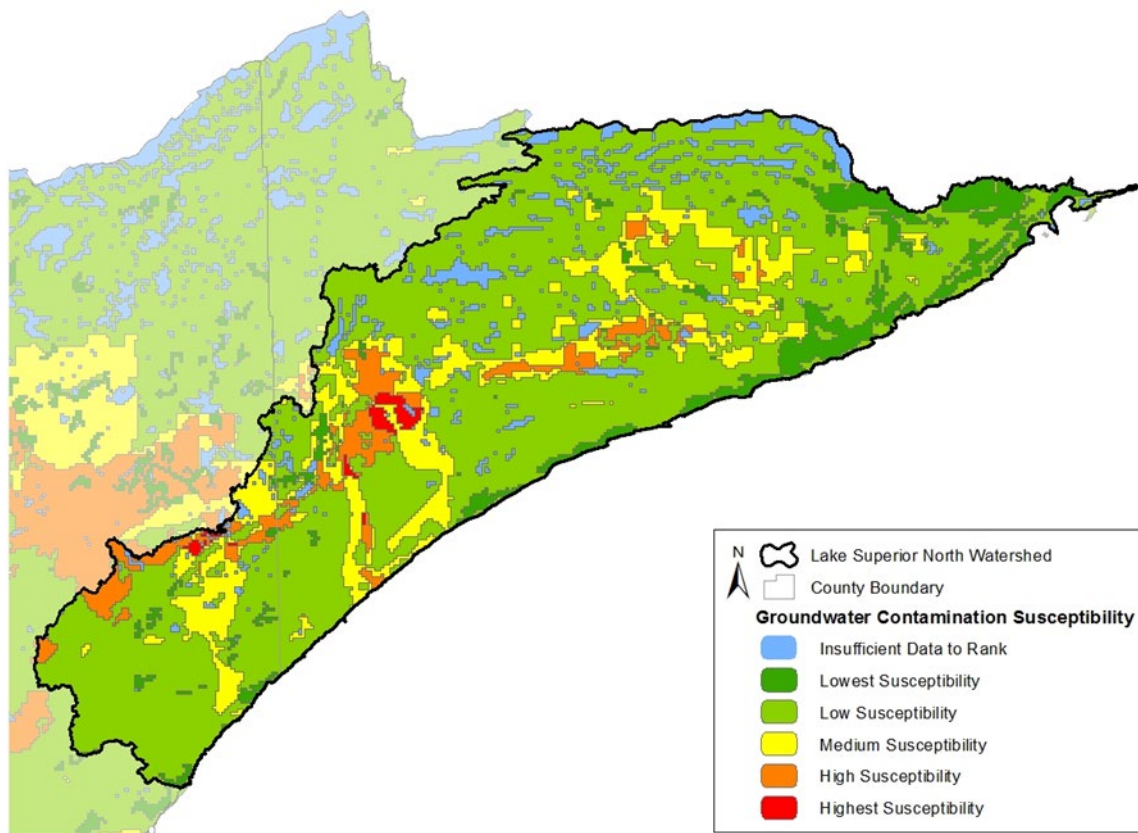 N
Lake Superior North Watershed
County Boundary
Groundwater Contamination Susceptibility
Insufficient Data to Rank
Lowest Susceptibility
Low Susceptibility
Medium Susceptibility
High Susceptibility
Highest Susceptibility